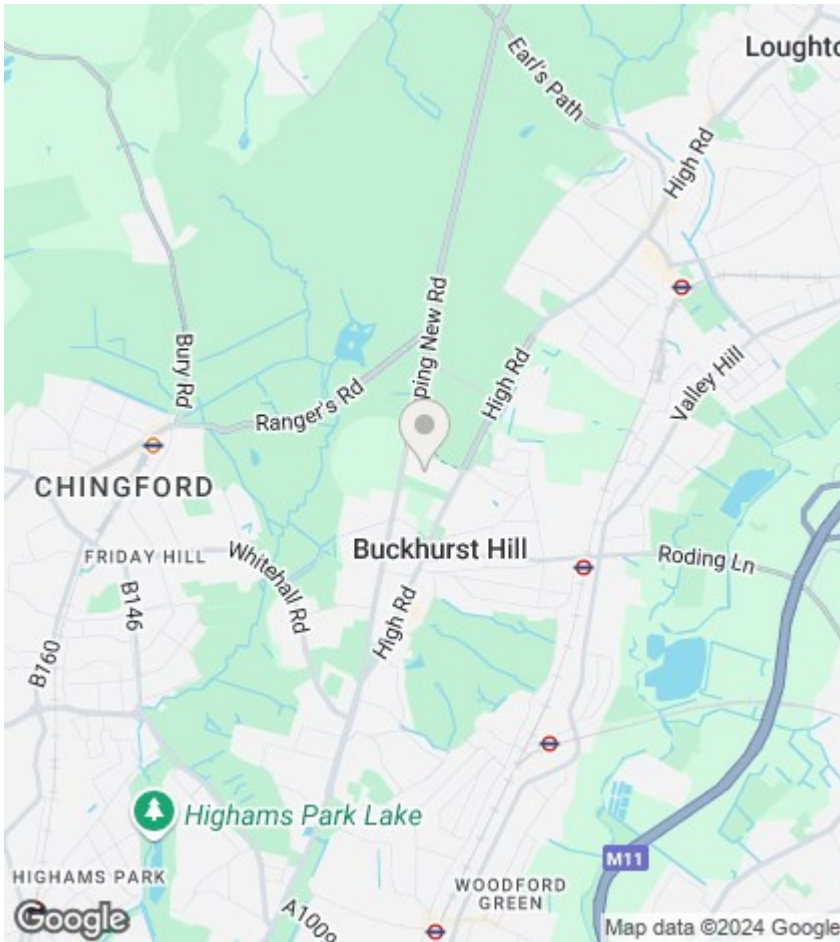 Loughto
Earl's Path
High Rd
ping New Rd
Bury Rd
High Rd
Valley Hill
Ranger's Rd
CHINGFORD
Buckhurst Hill
FRIDAY HILL
Whitehall Rd
Roding Ln
B146
High Rd
B160
Highams Park Lake
M11
HIGHAMS PARK
WOODFORD
GREEN
A1009
Google
Map data ©2024 Google